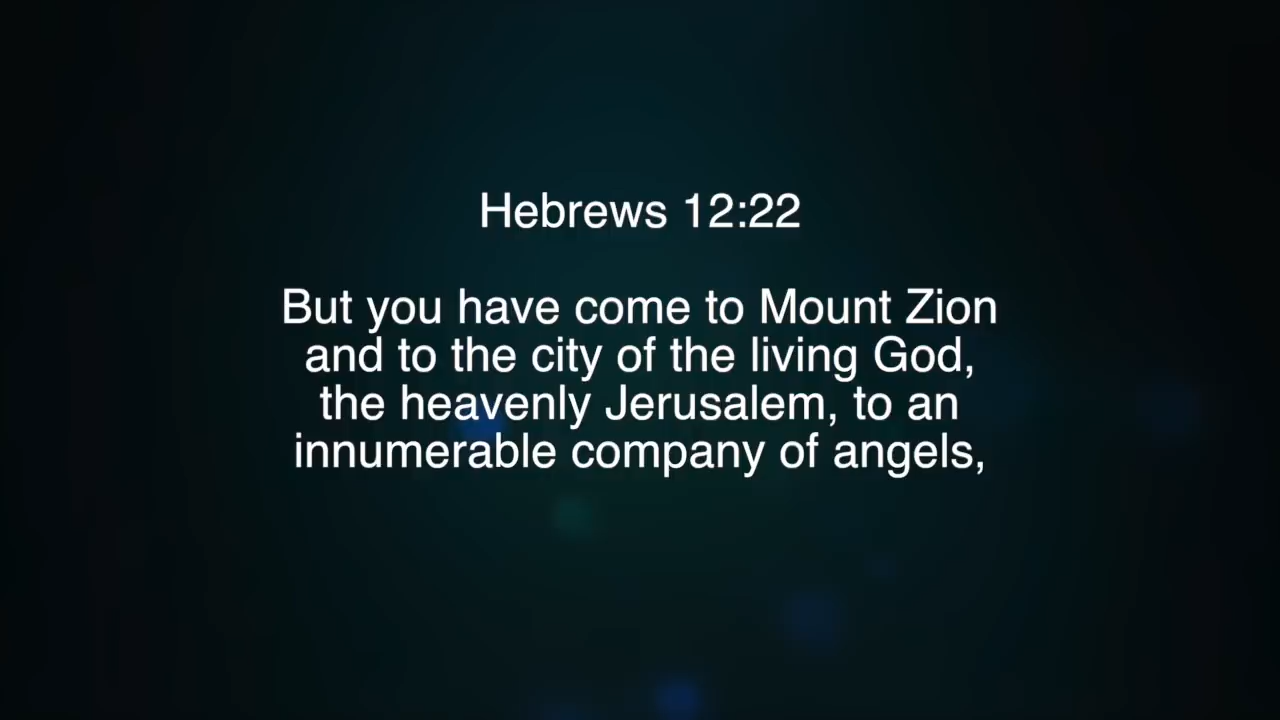 Hebrews 12:22
But you have come to Mount Zion
and to the city of the living God,
the heavenly Jerusalem, to an
innumerable company of angels,